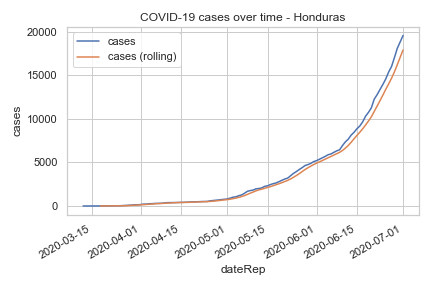 COVID-19 cases over time - Honduras
cases
cases (rolling)
20000
15000
10000
5000
0
cases
2020-03-15
2020-04-01
2020-04-15
2020-05-01
2020-05-15
2020-06-01
2020-06-15
2020-07-01
dateRep